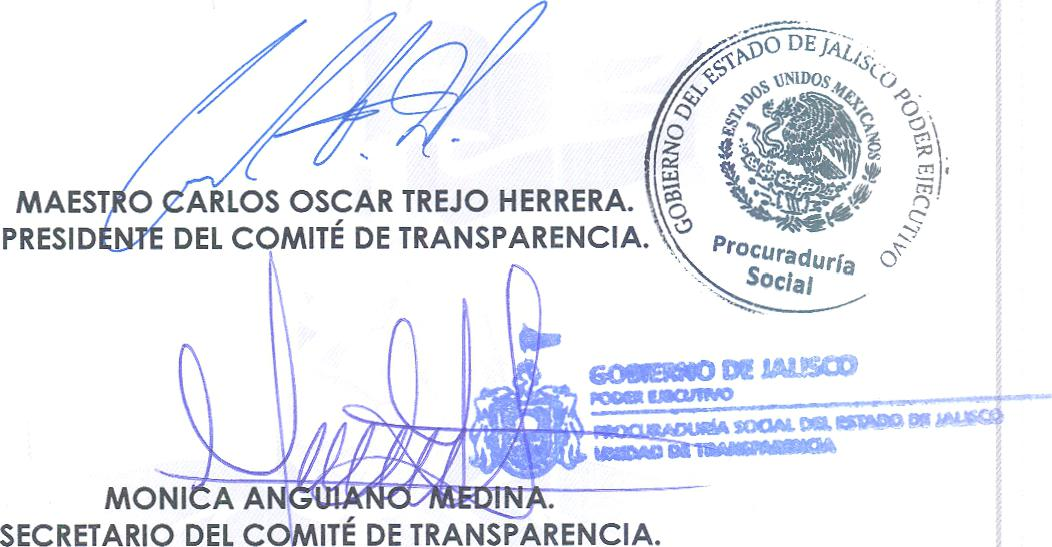 MAESTRO CARLOS OSCAR TREJO HERRERA.
PRESIDENTE DEL COMITÉ DE TRANSPARENCIA.
GOBIERNO DEL ESTADO DE JALISCO PODER EJECUTIVO
ESTADOS UNIDOS MEXICANOS
Procuraduría
Social
GOBIERNO DE JALISCO
PODER EJECUTIVO
PROCURADURÍA SOCIAL DEL ESTADO DE JALISCO
UNIDAD DE TRANSPARENCIA
MONICA ANGUIANO MEDINA.
SECRETARIO DEL COMITÉ DE TRANSPARENCIA.